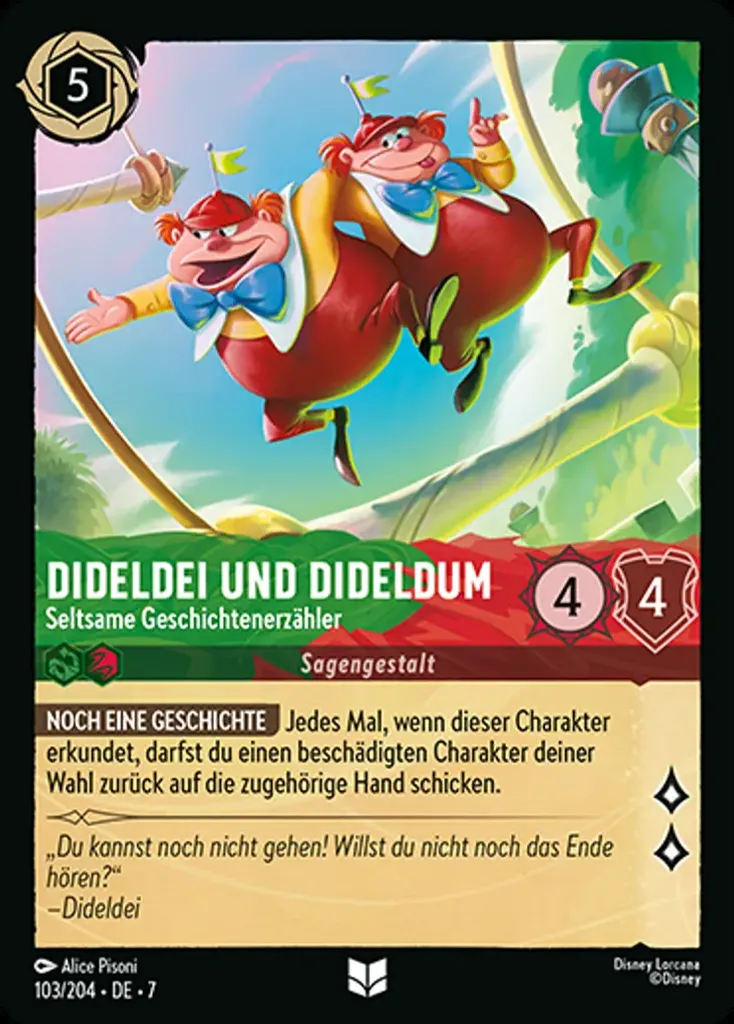 5
DIDELDEI UND DIDELDUM
Seltsame Geschichtenerzähler
4
4
Sagengestalt
NOCH EINE GESCHICHTE Jedes Mal, wenn dieser Charakter
erkundet, darfst du einen beschädigten Charakter deiner
Wahl zurück auf die zugehörige Hand schicken.
„Du kannst noch nicht gehen! Willst du nicht noch das Ende
hören?“
–Dideldei
Alice Pisoni
103/204 • DE • 7
Disney Lorcana
©Disney